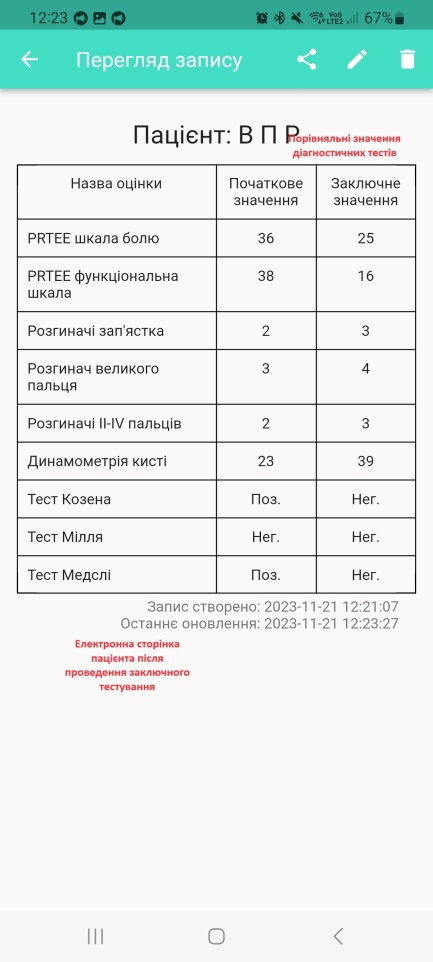 12:23
67%
Перегляд запису
Пацієнт: В П Р
Порівняльні значення
діагностичних тестів
Назва оцінки
Початкове
значення
Заключне
значення
PRTEE шкала болю 36 25
PRTEE функціональна
шкала
38 16
Розгиначі зап'ястка 2 3
Розгинач великого
пальця
3 4
Розгиначі II-IV пальців 2 3
Динамометрія кисті 23 39
Тест Козена Поз. Нег.
Тест Мілля Нег. Нег.
Тест Медслі Поз. Нег.
Запис створено: 2023-11-21 12:21:07
Останнє оновлення: 2023-11-21 12:23:27
Електронна сторінка
пацієнта після
проведення заключного
тестування